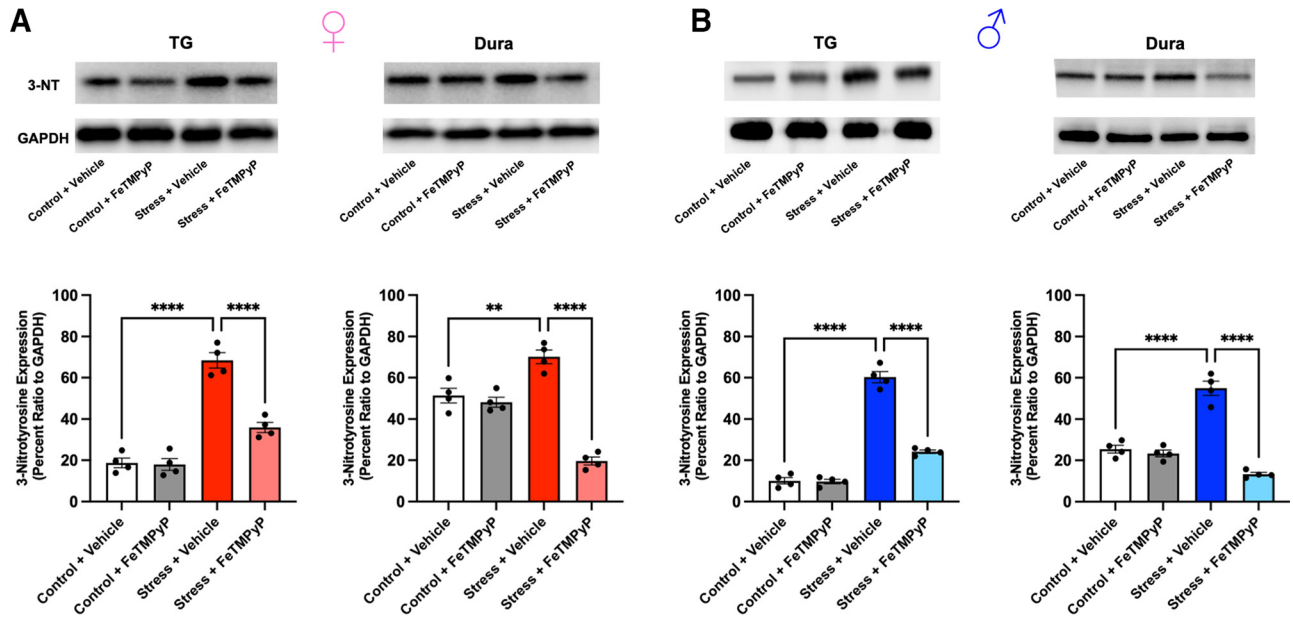 A
B
TG
Dura
TG
Dura
3-NT
GAPDH
Control + Vehicle
Control + FeTMPyP
Stress + Vehicle
Stress + FeTMPyP
Control + Vehicle
Control + FeTMPyP
Stress + Vehicle
Stress + FeTMPyP
Control + Vehicle
Control + FeTMPyP
Stress + Vehicle
Stress + FeTMPyP
Control + Vehicle
Control + FeTMPyP
Stress + Vehicle
Stress + FeTMPyP
3-Nitrotyrosine Expression
(Percent Ratio to GAPDH)
100
80
60
40
20
0
****
****
Control + Vehicle
Control + FeTMPyP
Stress + Vehicle
Stress + FeTMPyP
3-Nitrotyrosine Expression
(Percent Ratio to GAPDH)
100
80
60
40
20
0
**
****
Control + Vehicle
Control + FeTMPyP
Stress + Vehicle
Stress + FeTMPyP
3-Nitrotyrosine Expression
(Percent Ratio to GAPDH)
100
80
60
40
20
0
****
****
Control + Vehicle
Control + FeTMPyP
Stress + Vehicle
Stress + FeTMPyP
3-Nitrotyrosine Expression
(Percent Ratio to GAPDH)
100
80
60
40
20
0
****
****
Control + Vehicle
Control + FeTMPyP
Stress + Vehicle
Stress + FeTMPyP